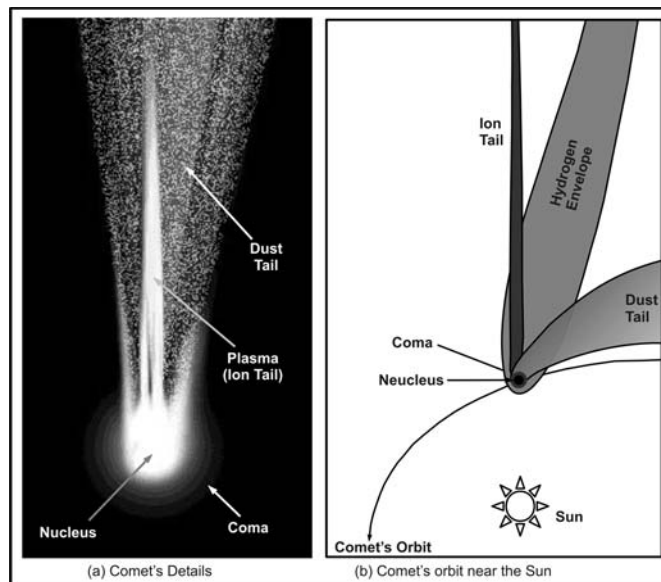 Dust
Tail
Plasma
(Ion Tail)
Nucleus
Coma
(a) Comet's Details
Ion
Tail
Hydrogen
Envelope
Dust
Tail
Coma
Neucleus
Sun
Comet's Orbit
(b) Comet's orbit near the Sun